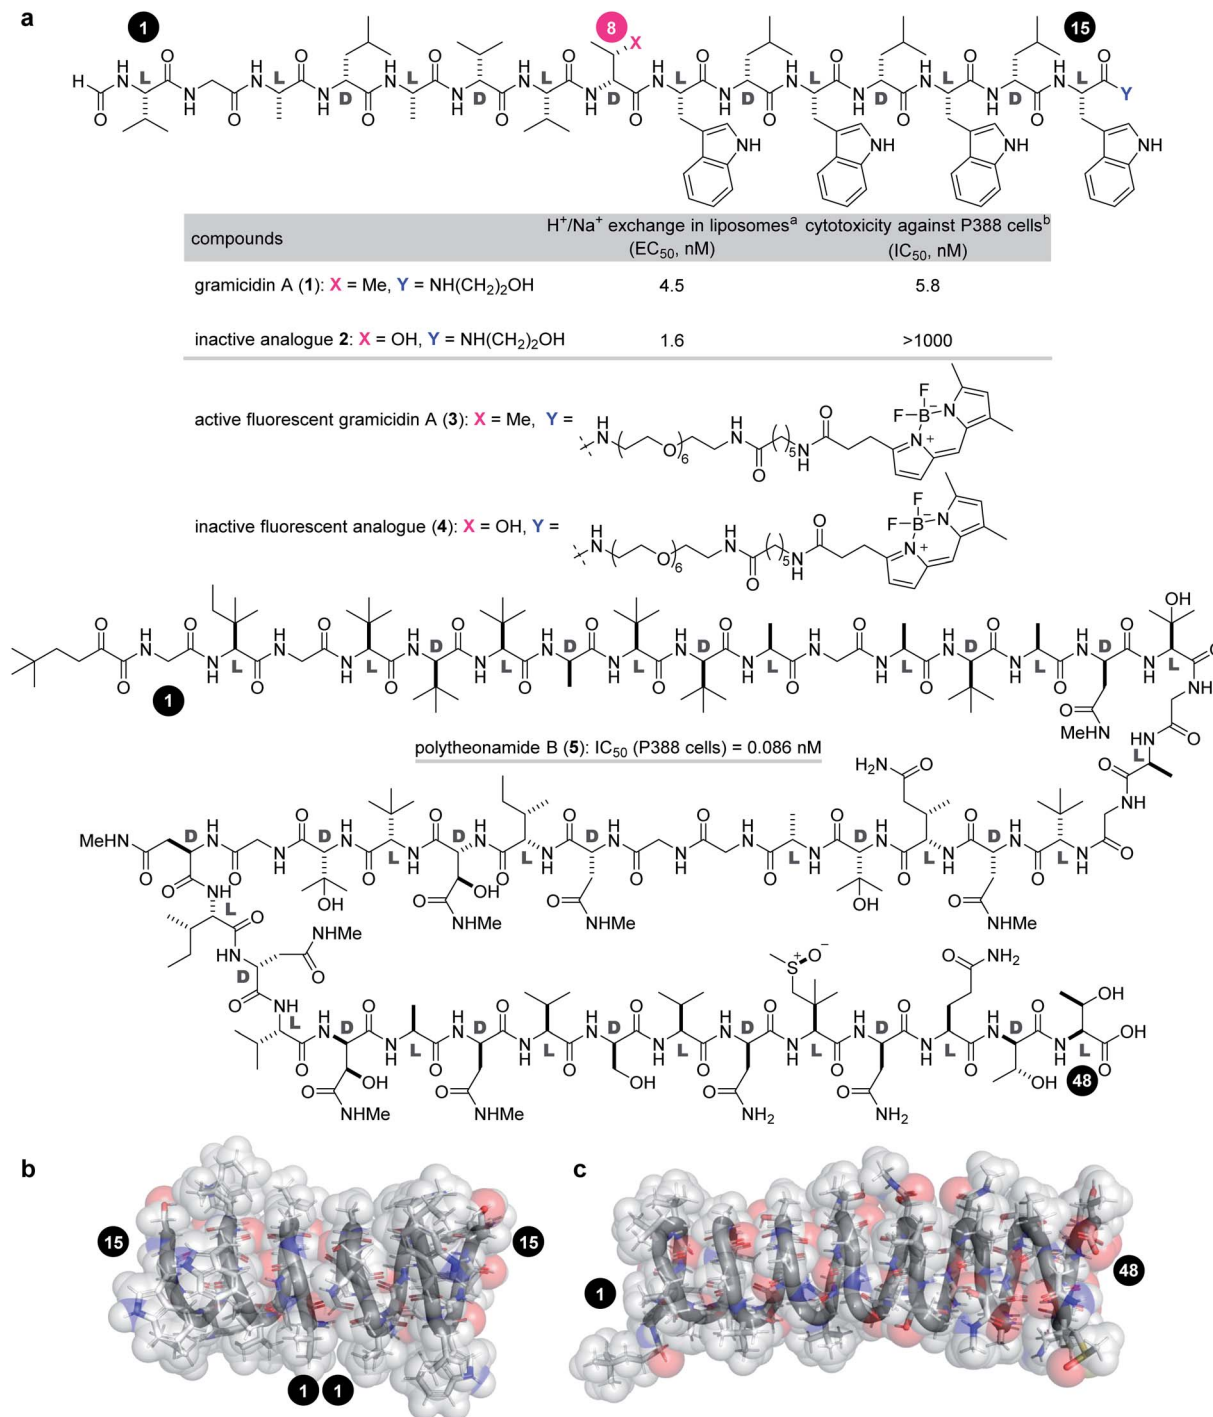 a
1
8
15
X
Y
compounds
H⁺/Na⁺ exchange in liposomesᵃ (EC₅₀, nM)
cytotoxicity against P388 cellsᵇ (IC₅₀, nM)
gramicidin A (1): X = Me, Y = NH(CH₂)₂OH 4.5 5.8
inactive analogue 2: X = OH, Y = NH(CH₂)₂OH 1.6 >1000
active fluorescent gramicidin A (3): X = Me, Y =
inactive fluorescent analogue (4): X = OH, Y =
1
polytheonamide B (5): IC₅₀ (P388 cells) = 0.086 nM
48
b
15
15
1 1
c
1
48